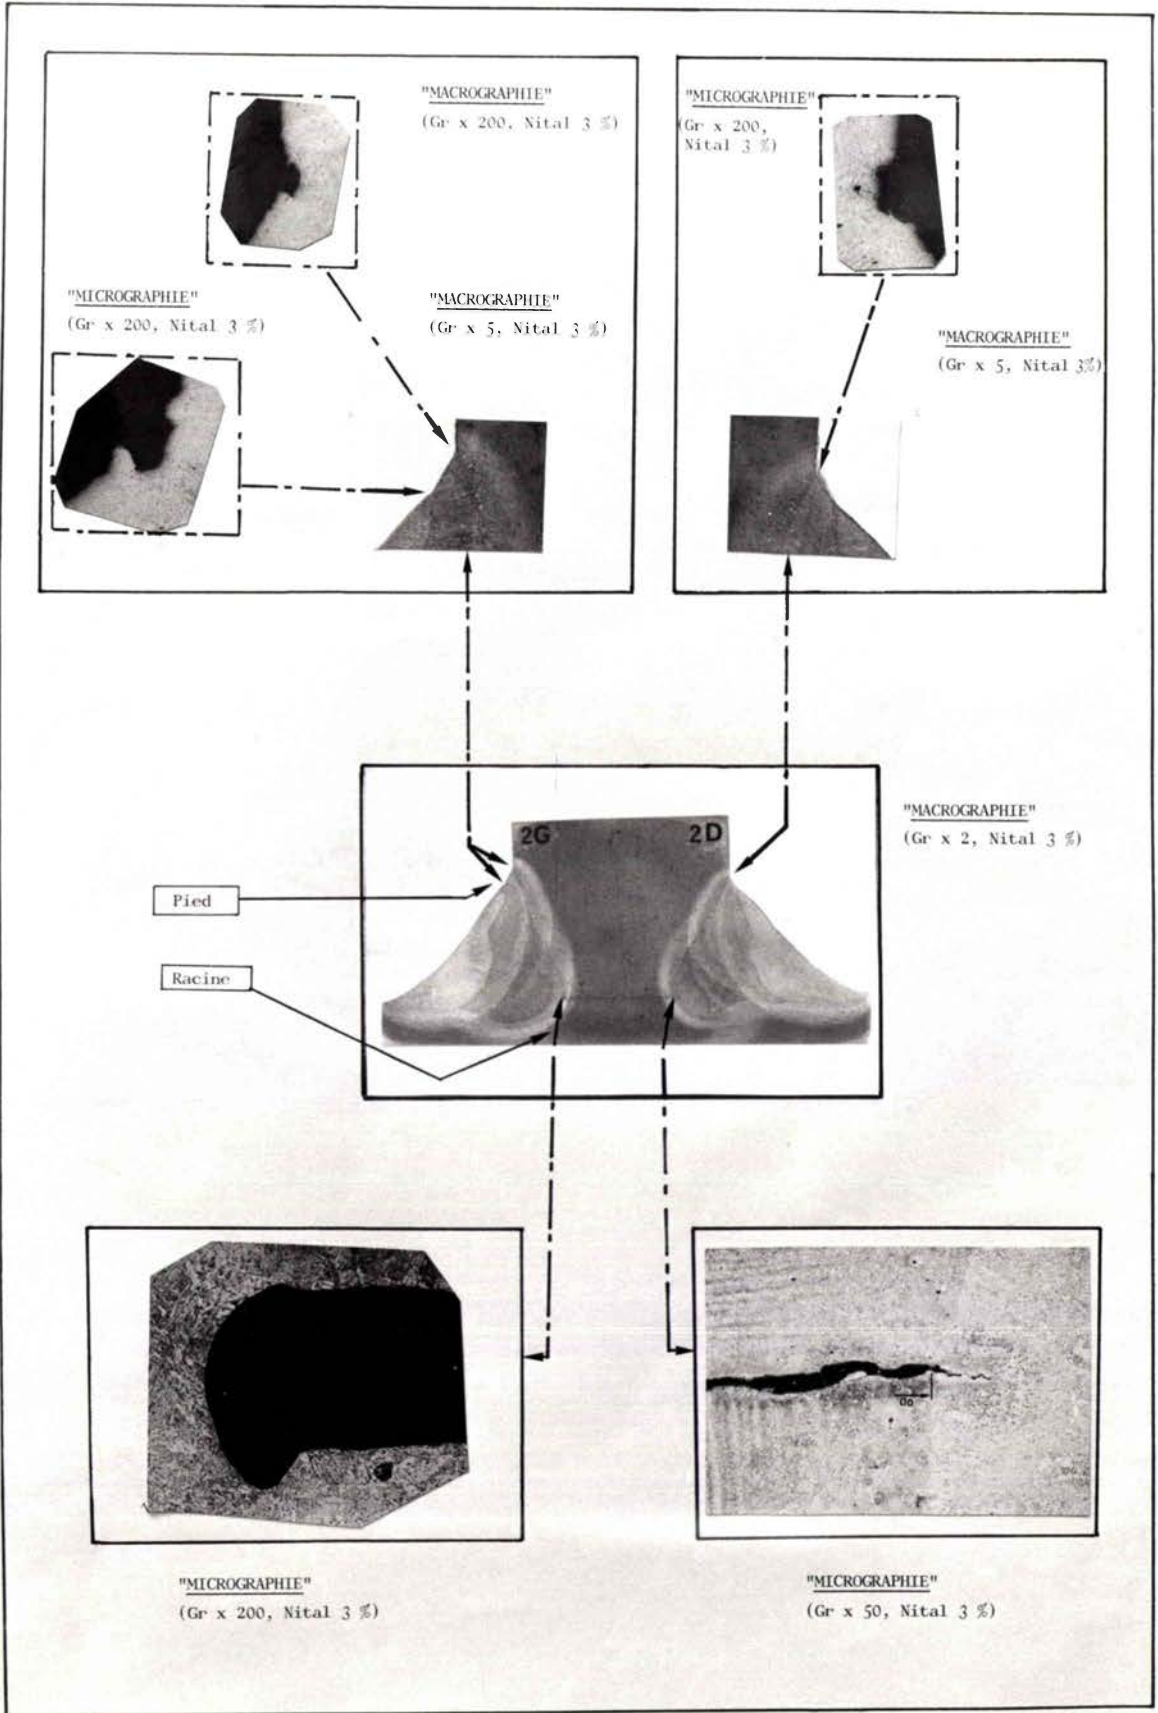 "MACROGRAPHIE"
(Gr x 200, Nital 3 %)
"MICROGRAPHIE"
(Gr x 200, Nital 3 %)
"MACROGRAPHIE"
(Gr x 5, Nital 3 %)
"MICROGRAPHIE"
(Gr x 200,
Nital 3 %)
"MACROGRAPHIE"
(Gr x 5, Nital 3%)
2G 2D
"MACROGRAPHIE"
(Gr x 2, Nital 3 %)
Pied
Racine
"MICROGRAPHIE"
(Gr x 200, Nital 3 %)
"MICROGRAPHIE"
(Gr x 50, Nital 3 %)